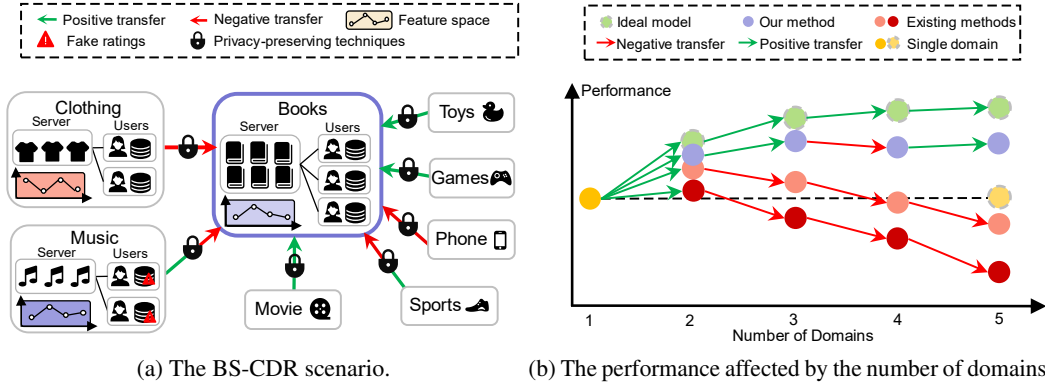 Positive transfer Negative transfer Feature space
Fake ratings Privacy-preserving techniques
Clothing
Server Users
Music
Server Users
Books
Server Users
Toys
Games
Phone
Sports
Movie
(a) The BS-CDR scenario.
Ideal model Our method Existing methods
Negative transfer Positive transfer Single domain
Performance
1 2 3 4 5
Number of Domains
(b) The performance affected by the number of domains